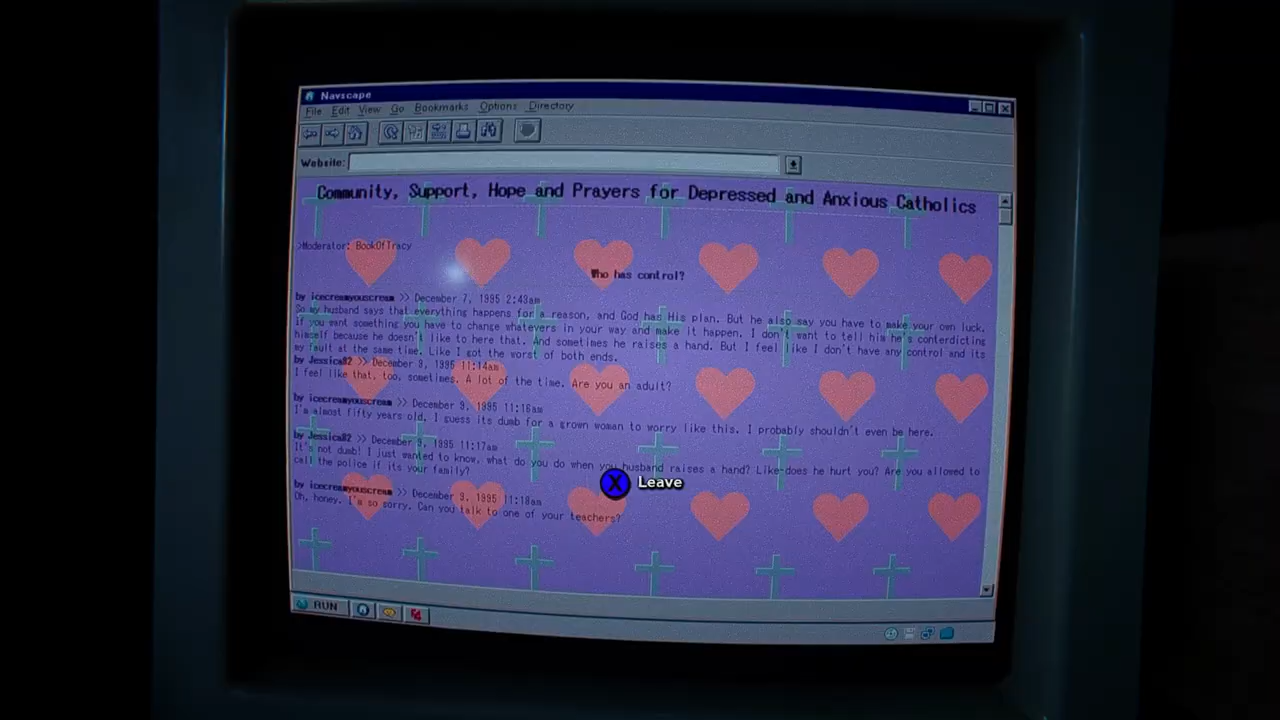 Navscape
File Edit View Go Bookmarks Options Directory
Website:
Community, Support, Hope and Prayers for Depressed and Anxious Catholics
>Moderator: BookOfTracy
Who has control?
by icecreamyouscream >> December 7, 1995 2:43am
So my husband says that everything happens for a reason, and God has His plan. But he also say you have to make your own luck,
if you want something you have to change whatevers in your way and make it happen. I don't want to tell him he's conterdicting
himself because he doesn't like to here that. And sometimes he raises a hand. But I feel like I don't have any control and its
my fault at the same time. Like I got the worst of both ends.
by Jessica82 >> December 9, 1995 11:14am
I feel like that, too, sometimes. A lot of the time. Are you an adult?
by icecreamyouscream >> December 9, 1995 11:16am
I'm almost fifty years old. I guess its dumb for a grown woman to worry like this. I probably shouldn't even be here.
by Jessica82 >> December 9, 1995 11:17am
It's not dumb! I just wanted to know, what do you do when you husband raises a hand? Like does he hurt you? Are you allowed to
call the police if its your family?
by icecreamyouscream >> December 9, 1995 11:18am
Oh, honey. I'm so sorry. Can you talk to one of your teachers?
X Leave
RUN